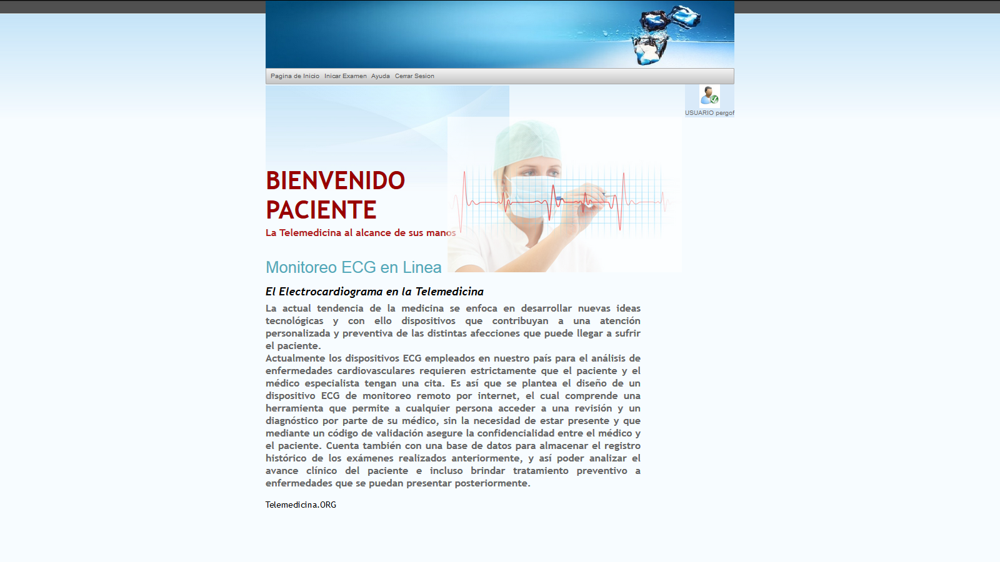 Pagina de Inicio Inicar Examen Ayuda Cerrar Sesion
USUARIO pergof
BIENVENIDO
PACIENTE
La Telemedicina al alcance de sus manos
Monitoreo ECG en Linea
El Electrocardiograma en la Telemedicina
La actual tendencia de la medicina se enfoca en desarrollar nuevas ideas
tecnológicas y con ello dispositivos que contribuyan a una atención
personalizada y preventiva de las distintas afecciones que puede llegar a sufrir
el paciente.
Actualmente los dispositivos ECG empleados en nuestro país para el análisis de
enfermedades cardiovasculares requieren estrictamente que el paciente y el
médico especialista tengan una cita. Es así que se plantea el diseño de un
dispositivo ECG de monitoreo remoto por internet, el cual comprende una
herramienta que permite a cualquier persona acceder a una revisión y un
diagnóstico por parte de su médico, sin la necesidad de estar presente y que
mediante un código de validación asegure la confidencialidad entre el médico y
el paciente. Cuenta también con una base de datos para almacenar el registro
histórico de los exámenes realizados anteriormente, y así poder analizar el
avance clínico del paciente e incluso brindar tratamiento preventivo a
enfermedades que se puedan presentar posteriormente.
Telemedicina.ORG